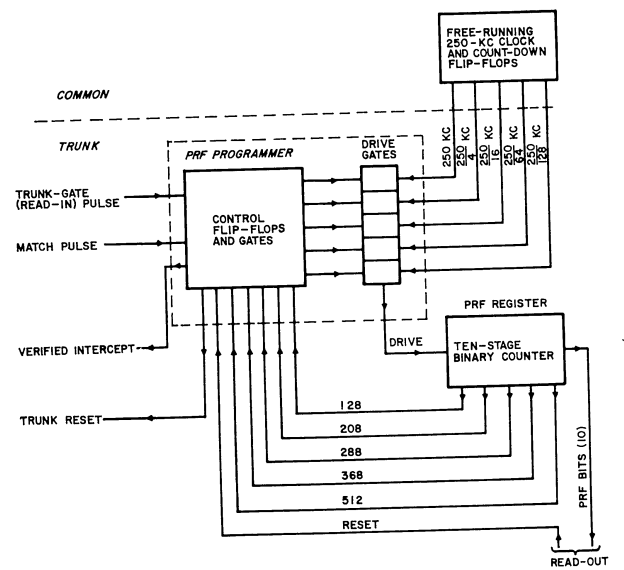 FREE-RUNNING
250-KC CLOCK
AND COUNT-DOWN
FLIP-FLOPS
COMMON
TRUNK
PRF PROGRAMMER
DRIVE
GATES
250 KC
250 KC
4
250 KC
16
250 KC
64
250 KC
128
TRUNK-GATE
(READ-IN) PULSE
MATCH PULSE
CONTROL
FLIP-FLOPS
AND GATES
VERIFIED INTERCEPT
TRUNK RESET
DRIVE
PRF REGISTER
TEN-STAGE
BINARY COUNTER
128
208
288
368
512
RESET
PRF BITS (10)
READ-OUT